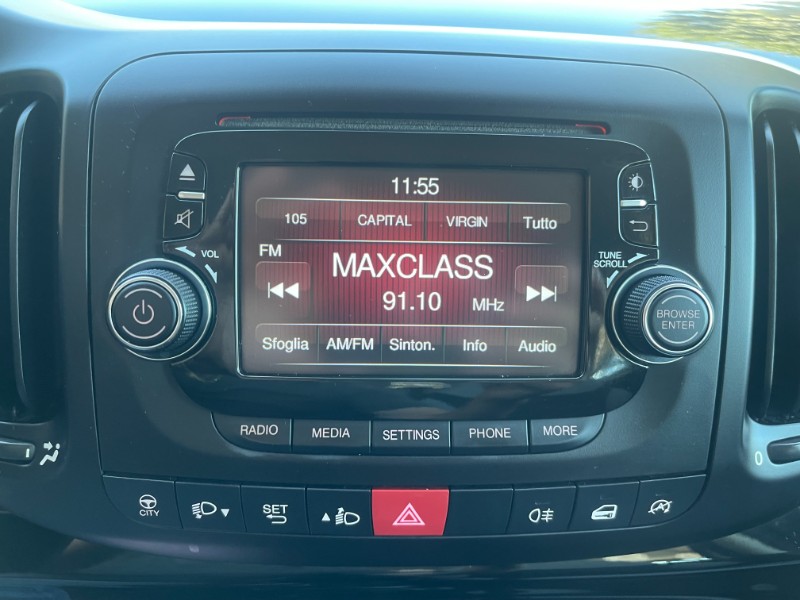 11:55
105 CAPITAL VIRGIN Tutto
VOL
FM
MAXCLASS
TUNE
SCROLL
91.10 MHz
BROWSE
ENTER
Sfoglia AM/FM Sinton. Info Audio
RADIO MEDIA SETTINGS PHONE MORE
CITY
SET
0